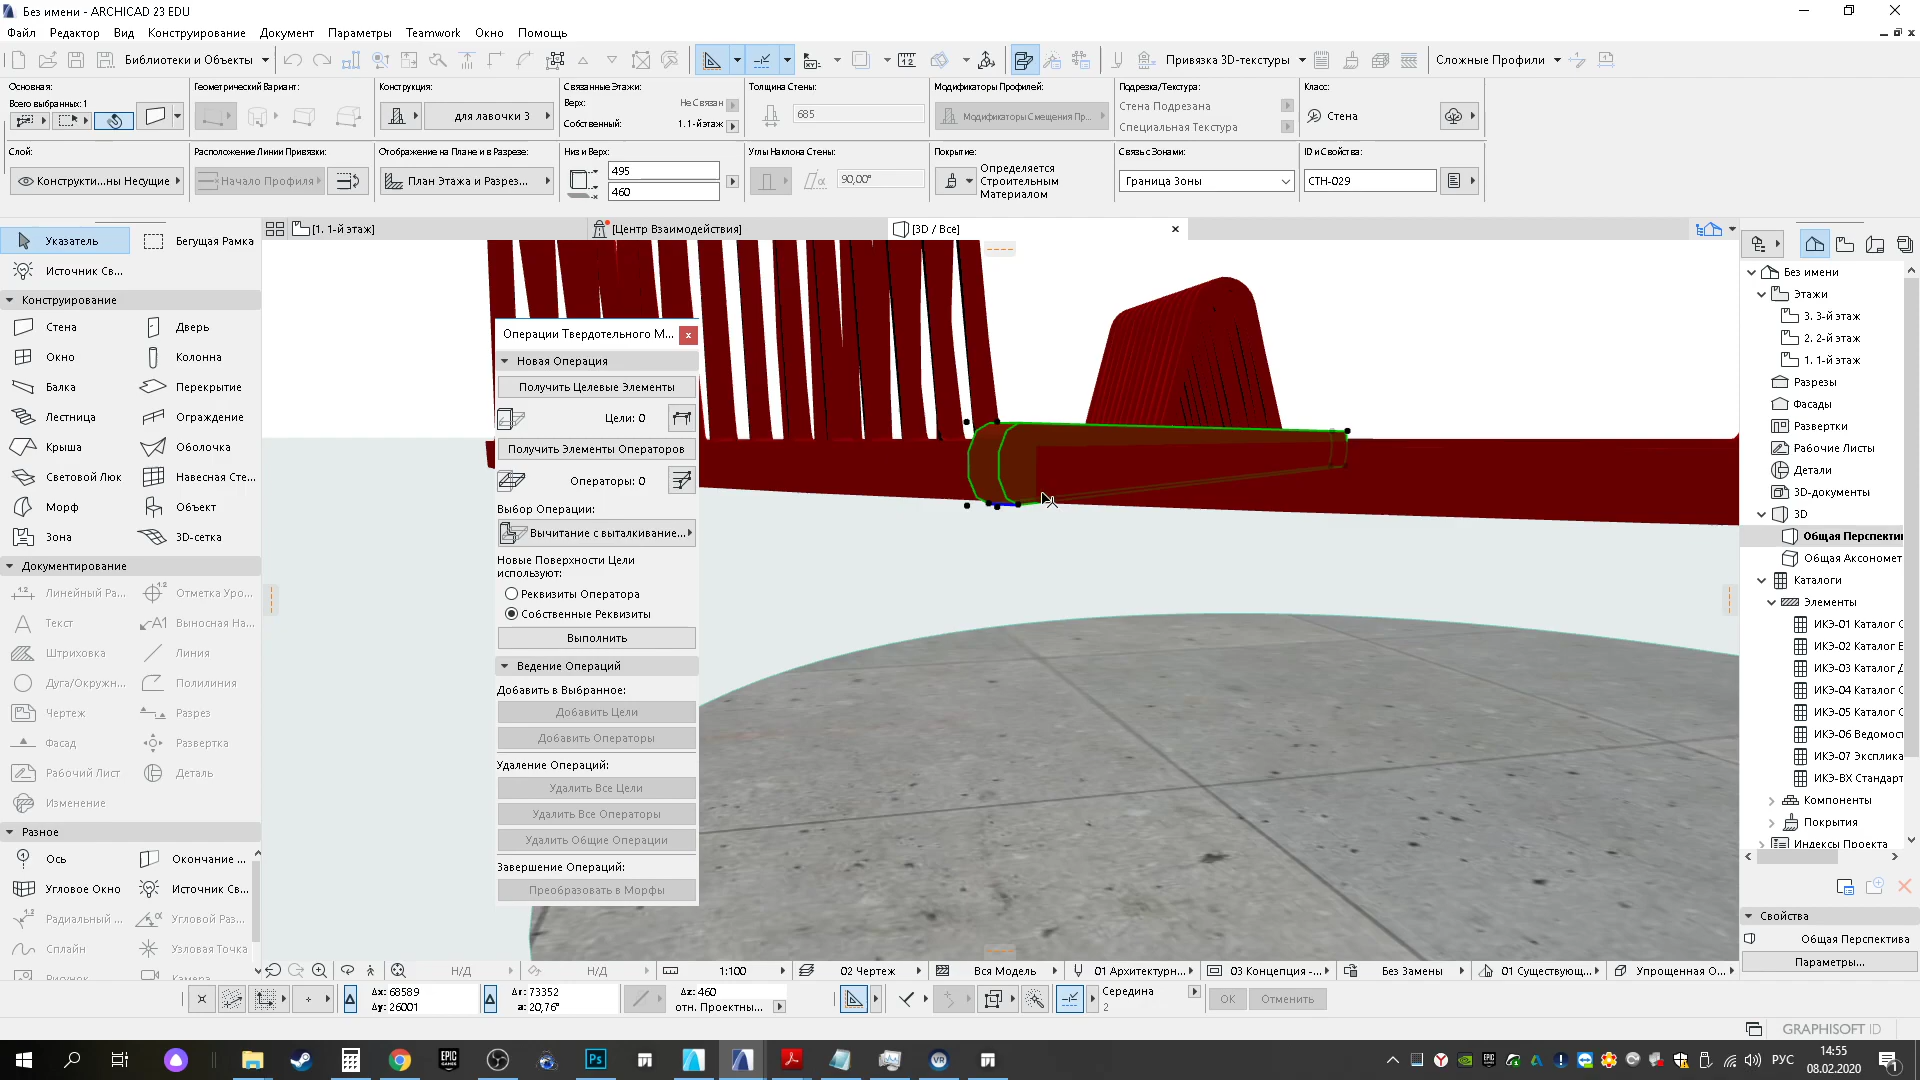 Без имени - ARCHICAD 23 EDU
Файл Редактор Вид Конструирование Документ Параметры Teamwork Окно Помощь
Библиотеки и Объекты
Привязка 3D-текстуры
Сложные Профили
Основная:
Всего выбранных: 1
Геометрический Вариант:
Конструкция:
для лавочки 3
Связанные Этажи:
Верх: Не Связан
Собственный: 1. 1-й этаж
Толщина Стены:
685
Модификаторы Профилей:
Модификаторы Смещения Пр...
Подрезка/Текстура:
Стена Подрезана
Специальная Текстура
Класс:
Стена
Слой:
Конструкти...ны Несущие
Расположение Линии Привязки:
Начало Профиля
Отображение на Плане и в Разрезе:
План Этажа и Разрез...
Низ и Верх:
495
460
Углы Наклона Стены:
90,00°
Покрытие:
Определяется
Строительным
Материалом
Связь с Зонами:
Граница Зоны
ID и Свойства:
СТН-029
[1. 1-й этаж]
[Центр Взаимодействия]
[3D / Все]
Указатель
Бегущая Рамка
Источник Св...
Конструирование
Стена
Дверь
Окно
Колонна
Балка
Перекрытие
Лестница
Ограждение
Крыша
Оболочка
Световой Люк
Навесная Сте...
Морф
Объект
Зона
3D-сетка
Документирование
Линейный Ра...
Отметка Уро...
Текст
Выносная На...
Штриховка
Линия
Дуга/Окружн...
Полилиния
Чертеж
Разрез
Фасад
Развертка
Рабочий Лист
Деталь
Изменение
Разное
Ось
Окончание ...
Угловое Окно
Источник Св...
Радиальный ...
Угловой Раз...
Сплайн
Узловая Точка
Операции Твердотельного М...
Новая Операция
Получить Целевые Элементы
Цели: 0
Получить Элементы Операторов
Операторы: 0
Выбор Операции:
Вычитание с выталкивание...
Новые Поверхности Цели
используют:
Реквизиты Оператора
Собственные Реквизиты
Выполнить
Ведение Операций
Добавить в Выбранное:
Добавить Цели
Добавить Операторы
Удаление Операций:
Удалить Все Цели
Удалить Все Операторы
Удалить Общие Операции
Завершение Операций:
Преобразовать в Морфы
Без имени
Этажи
3. 3-й этаж
2. 2-й этаж
1. 1-й этаж
Разрезы
Фасады
Развертки
Рабочие Листы
Детали
3D-документы
3D
Общая Перспекти
Общая Аксономет
Каталоги
Элементы
ИКЭ-01 Каталог С
ИКЭ-02 Каталог Е
ИКЭ-03 Каталог Д
ИКЭ-04 Каталог С
ИКЭ-05 Каталог С
ИКЭ-06 Ведомост
ИКЭ-07 Эксплика
ИКЭ-ВХ Стандарт
Компоненты
Покрытия
Индексы Проекта
Свойства
Общая Перспектива
Параметры...
Н/Д
Н/Д
1:100
02 Чертеж
Вся Модель
01 Архитектурн...
03 Концепция -...
Без Замены
01 Существующ...
Упрощенная О...
Δx: 68589
Δy: 26001
Δr: 73352
a: 20,76°
Δz: 460
отн. Проектны...
Середина
2
OK
Отменить
GRAPHISOFT ID
РУС
14:55
08.02.2020